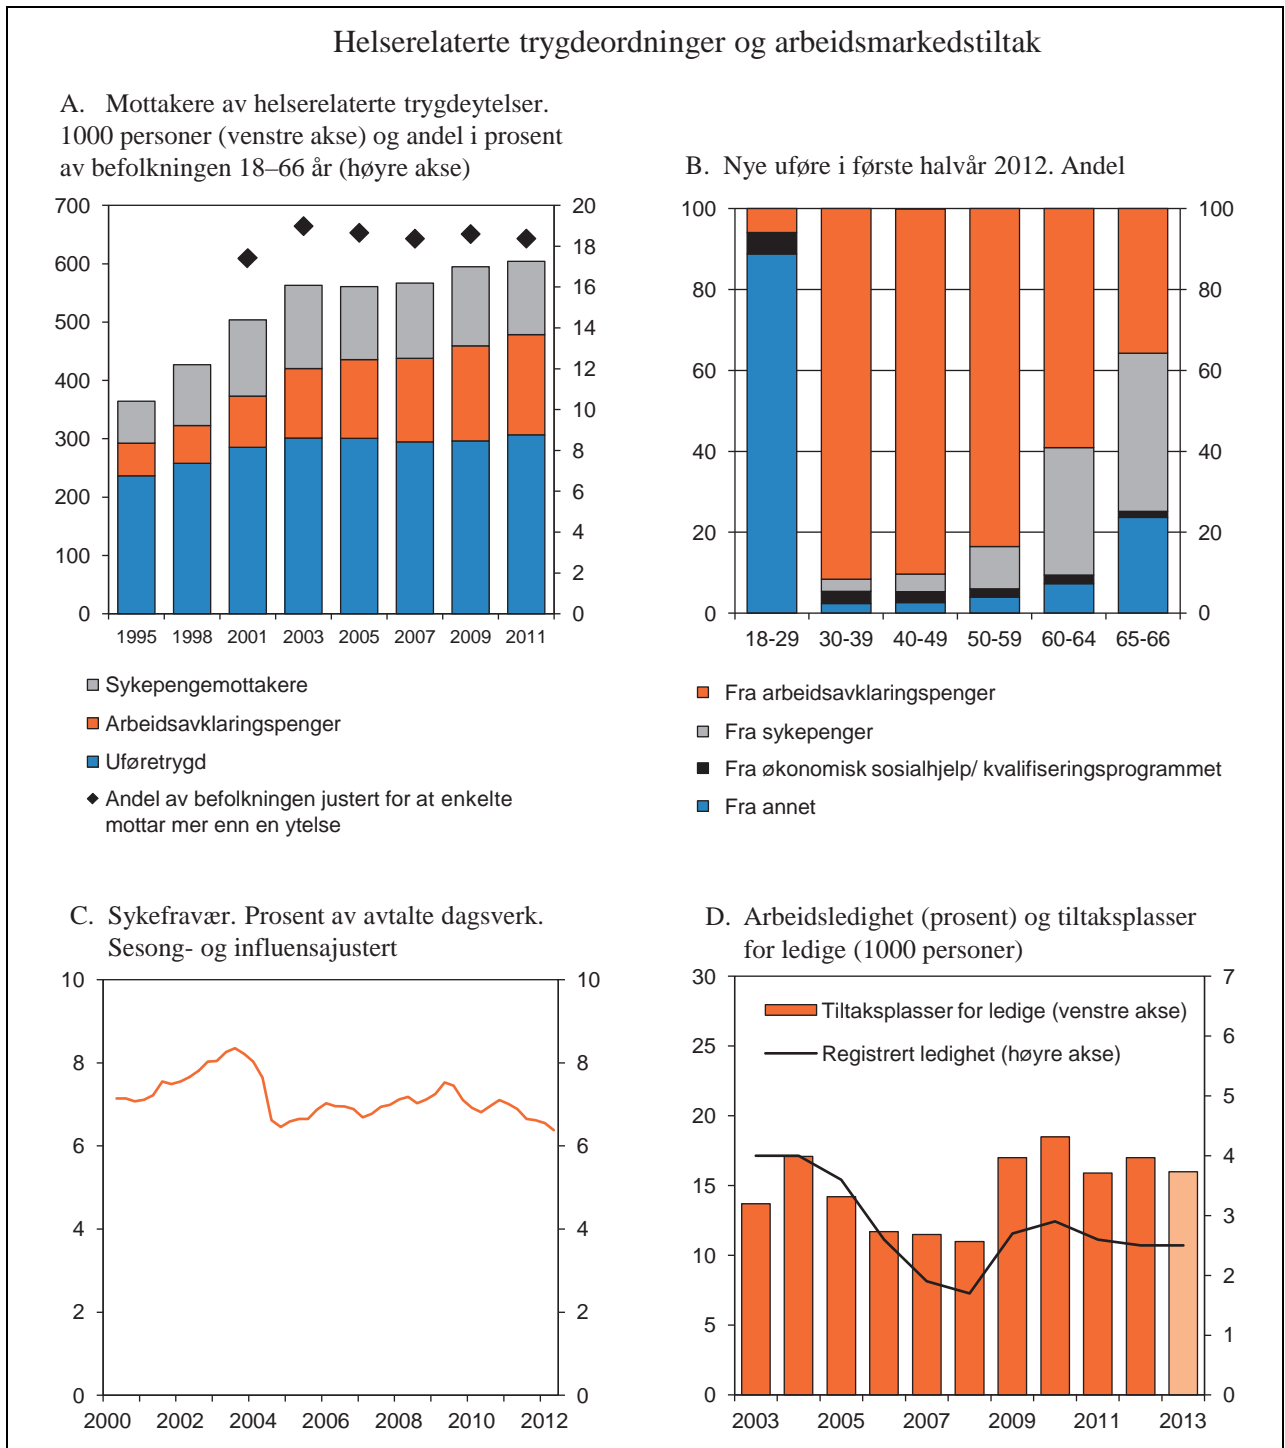 Helserelaterte trygdeordninger og arbeidsmarkedstiltak
A. Mottakere av helserelaterte trygdeytelser.
1000 personer (venstre akse) og andel i prosent
av befolkningen 18–66 år (høyre akse)
700
600
500
400
300
200
100
0
20
18
16
14
12
10
8
6
4
2
0
1995 1998 2001 2003 2005 2007 2009 2011
Sykepengemottakere
Arbeidsavklaringspenger
Uføretrygd
Andel av befolkningen justert for at enkelte
mottar mer enn en ytelse
B. Nye uføre i første halvår 2012. Andel
100
80
60
40
20
0
100
80
60
40
20
0
18-29 30-39 40-49 50-59 60-64 65-66
Fra arbeidsavklaringspenger
Fra sykepenger
Fra økonomisk sosialhjelp/ kvalifiseringsprogrammet
Fra annet
C. Sykefravær. Prosent av avtalte dagsverk.
Sesong- og influensajustert
10
8
6
4
2
0
10
8
6
4
2
0
2000 2002 2004 2006 2008 2010 2012
D. Arbeidsledighet (prosent) og tiltaksplasser
for ledige (1000 personer)
30
25
20
15
10
5
0
7
6
5
4
3
2
1
0
Tiltaksplasser for ledige (venstre akse)
Registrert ledighet (høyre akse)
2003 2005 2007 2009 2011 2013